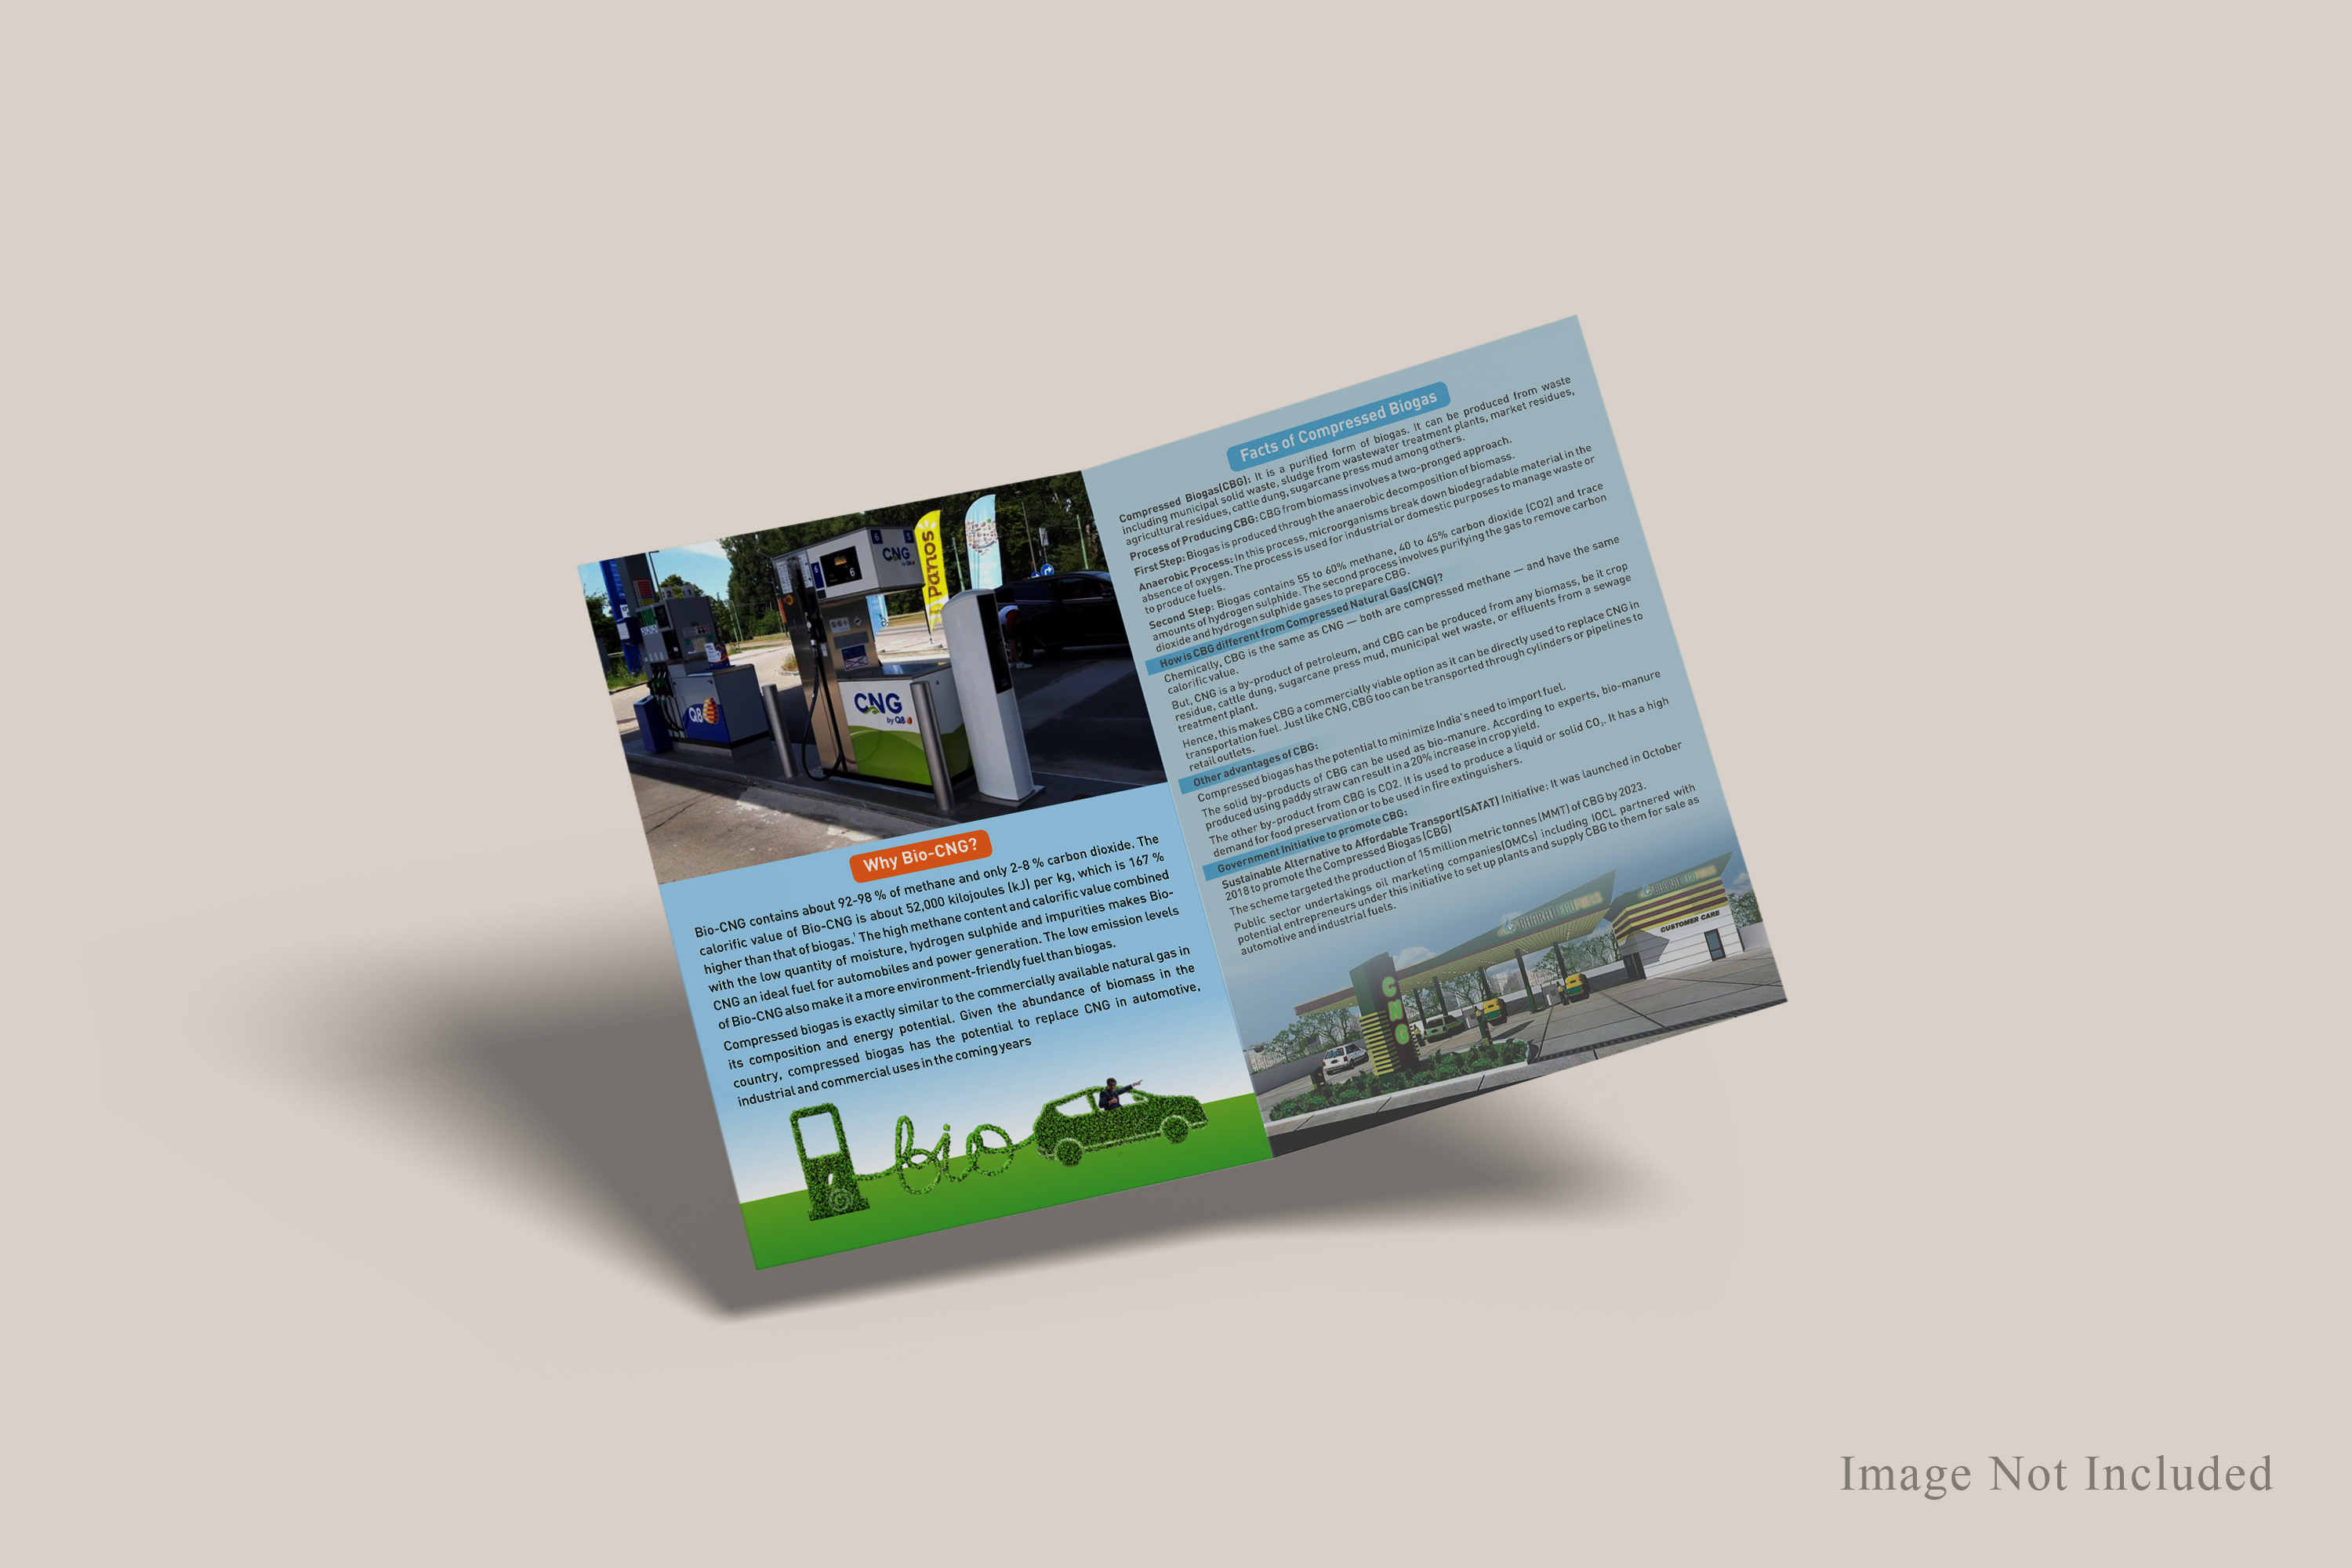 Panos
CNG
by Q8
6
6
Q8
CNG
by Q8
Why Bio-CNG?
Bio-CNG contains about 92-98 % of methane and only 2-8 % carbon dioxide. The
calorific value of Bio-CNG is about 52,000 kilojoules (kJ) per kg, which is 167 %
higher than that of biogas.¹ The high methane content and calorific value combined
with the low quantity of moisture, hydrogen sulphide and impurities makes Bio-
CNG an ideal fuel for automobiles and power generation. The low emission levels
of Bio-CNG also make it a more environment-friendly fuel than biogas.
Compressed biogas is exactly similar to the commercially available natural gas in
its composition and energy potential. Given the abundance of biomass in the
country, compressed biogas has the potential to replace CNG in automotive,
industrial and commercial uses in the coming years
bio
Facts of Compressed Biogas
Compressed Biogas(CBG): It is a purified form of biogas. It can be produced from waste
including municipal solid waste, sludge from wastewater treatment plants, market residues,
agricultural residues, cattle dung, sugarcane press mud among others.
Process of Producing CBG: CBG from biomass involves a two-pronged approach.
First Step: Biogas is produced through the anaerobic decomposition of biomass.
Anaerobic Process: In this process, microorganisms break down biodegradable material in the
absence of oxygen. The process is used for industrial or domestic purposes to manage waste or
to produce fuels.
Second Step: Biogas contains 55 to 60% methane, 40 to 45% carbon dioxide (CO2) and trace
amounts of hydrogen sulphide. The second process involves purifying the gas to remove carbon
dioxide and hydrogen sulphide gases to prepare CBG.
How is CBG different from Compressed Natural Gas(CNG)?
Chemically, CBG is the same as CNG — both are compressed methane — and have the same
calorific value.
But, CNG is a by-product of petroleum, and CBG can be produced from any biomass, be it crop
residue, cattle dung, sugarcane press mud, municipal wet waste, or effluents from a sewage
treatment plant.
Hence, this makes CBG a commercially viable option as it can be directly used to replace CNG in
transportation fuel. Just like CNG, CBG too can be transported through cylinders or pipelines to
retail outlets.
Other advantages of CBG:
Compressed biogas has the potential to minimize India's need to import fuel.
The solid by-products of CBG can be used as bio-manure. According to experts, bio-manure
produced using paddy straw can result in a 20% increase in crop yield.
The other by-product from CBG is CO2. It is used to produce a liquid or solid CO₂. It has a high
demand for food preservation or to be used in fire extinguishers.
Government Initiative to promote CBG:
Sustainable Alternative to Affordable Transport(SATAT) Initiative: It was launched in October
2018 to promote the Compressed Biogas (CBG)
The scheme targeted the production of 15 million metric tonnes (MMT) of CBG by 2023.
Public sector undertakings oil marketing companies(OMCs) including IOCL partnered with
potential entrepreneurs under this initiative to set up plants and supply CBG to them for sale as
automotive and industrial fuels.
BHARAT
CUSTOMER CARE
CNG
Image Not Included